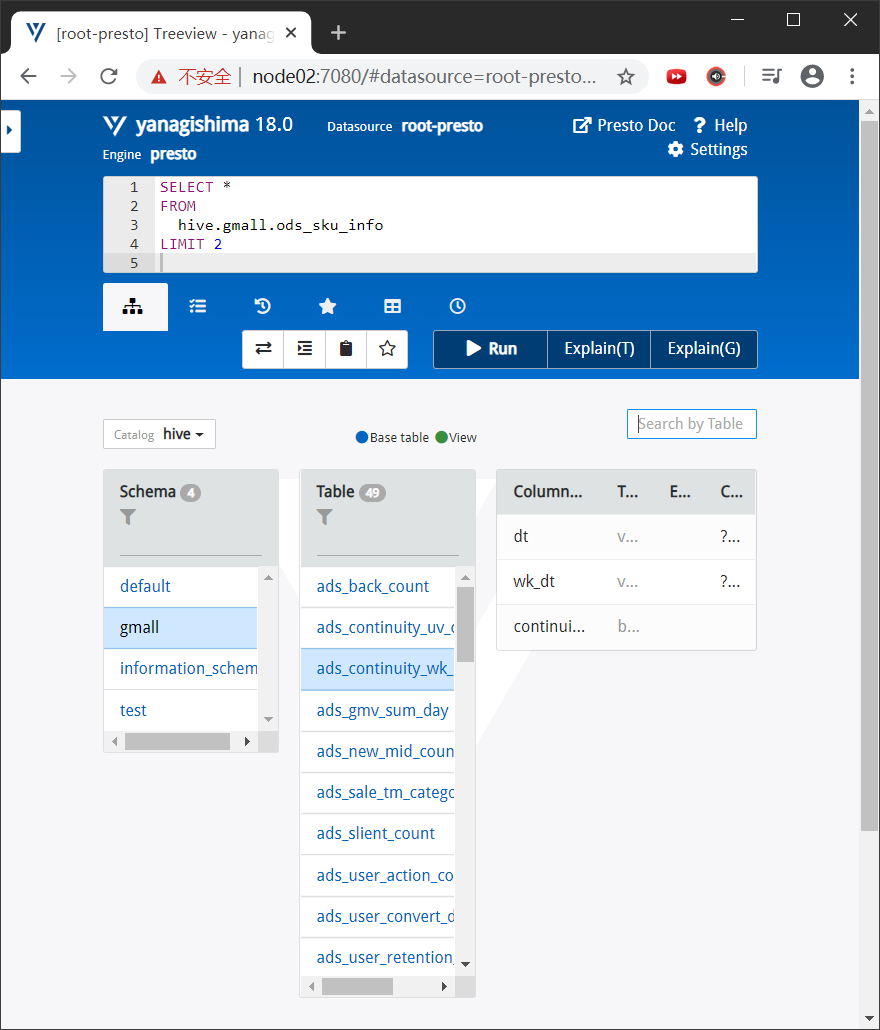 [root-presto] Treeview - yanag
不安全 | node02:7080/#datasource=root-presto...
yanagishima 18.0 Datasource root-presto Presto Doc Help
Engine presto Settings
1 SELECT *
2 FROM
3 hive.gmall.ods_sku_info
4 LIMIT 2
5
Run Explain(T) Explain(G)
Catalog hive Base table View Search by Table
Schema 4
default
gmall
information_schem
test
Table 49
ads_back_count
ads_continuity_uv_c
ads_continuity_wk_
ads_gmv_sum_day
ads_new_mid_coun
ads_sale_tm_catego
ads_slient_count
ads_user_action_co
ads_user_convert_d
ads_user_retention_
Column... T... E... C...
dt v... ?...
wk_dt v... ?...
continui... b...